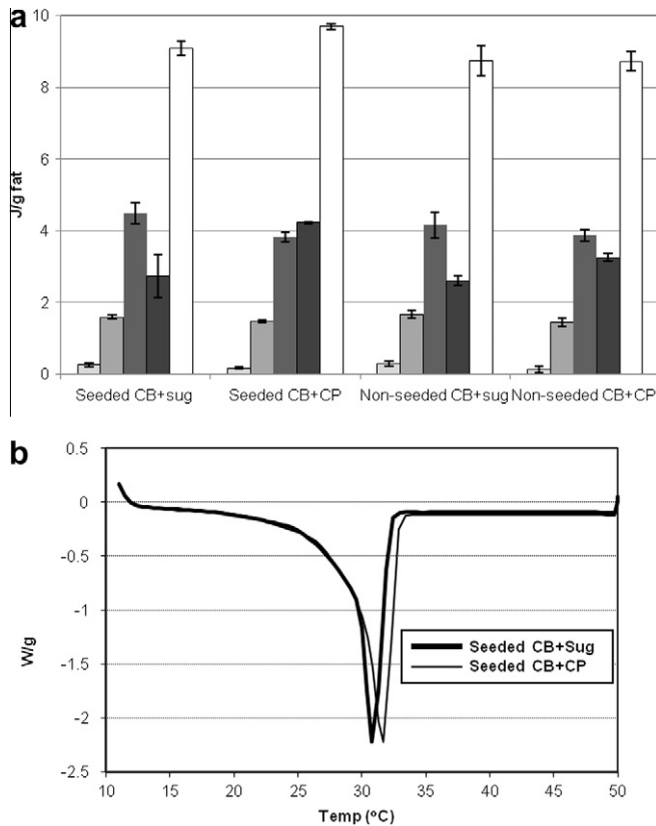 a
10
8
6
4
2
0
J/g fat
Seeded CB+sug
Seeded CB+CP
Non-seeded CB+sug
Non-seeded CB+CP
b
0.5
0
-0.5
-1
-1.5
-2
-2.5
W/g
Seeded CB+Sug
Seeded CB+CP
10
15
20
25
30
35
40
45
50
Temp (°C)